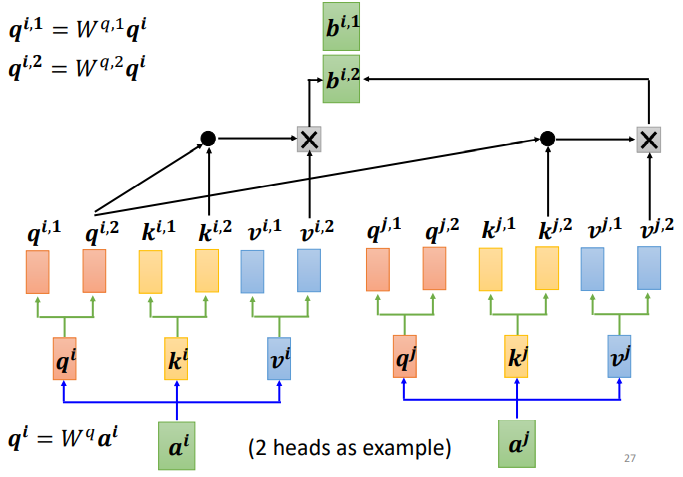 q^{i,1} = W^{q,1}q^i
q^{i,2} = W^{q,2}q^i
b^{i,1}
b^{i,2}
q^{i,1} q^{i,2} k^{i,1} k^{i,2} v^{i,1} v^{i,2} q^{j,1} q^{j,2} k^{j,1} k^{j,2} v^{j,1} v^{j,2}
q^i k^i v^i q^j k^j v^j
q^i = W^q a^i
a^i (2 heads as example) a^j
27